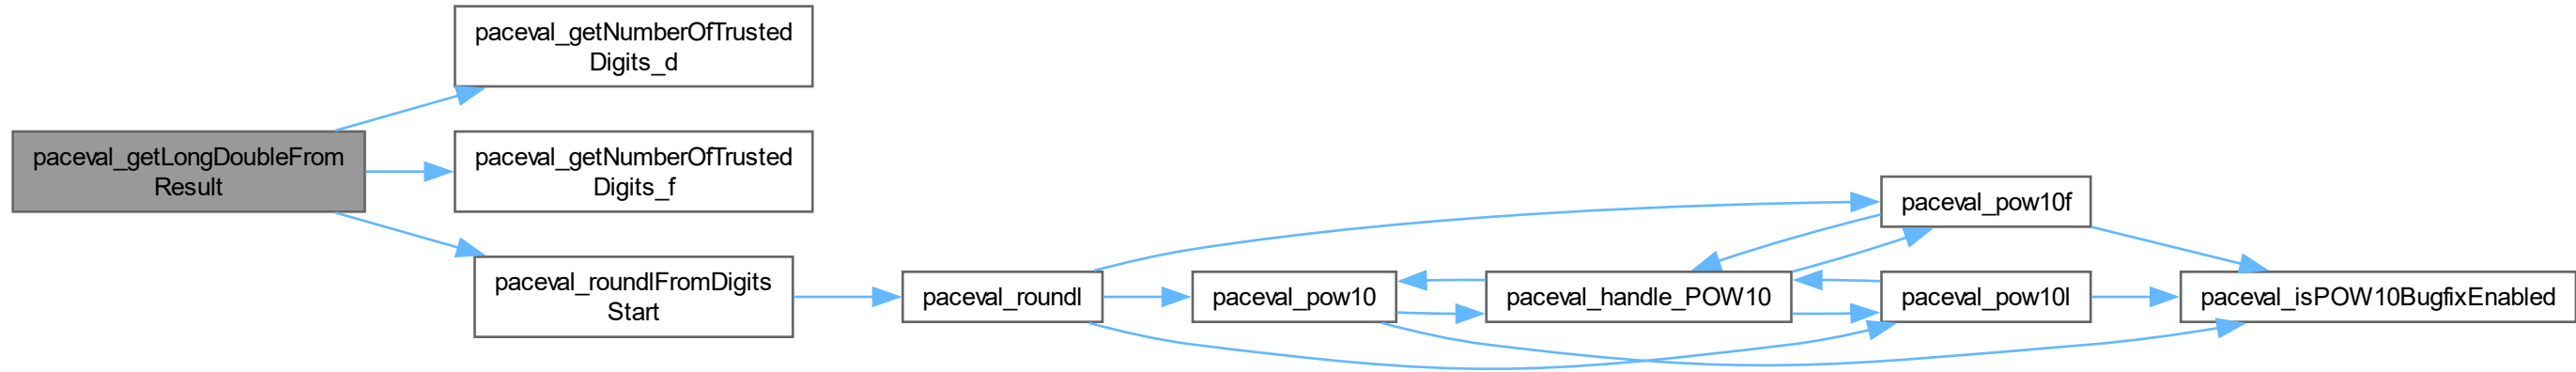 paceval_getNumberOfTrusted
Digits_d
paceval_getLongDoubleFrom
Result
paceval_getNumberOfTrusted
Digits_f
paceval_roundlFromDigits
Start
paceval_roundl
paceval_pow10
paceval_handle_POW10
paceval_pow10f
paceval_pow10l
paceval_isPOW10BugfixEnabled